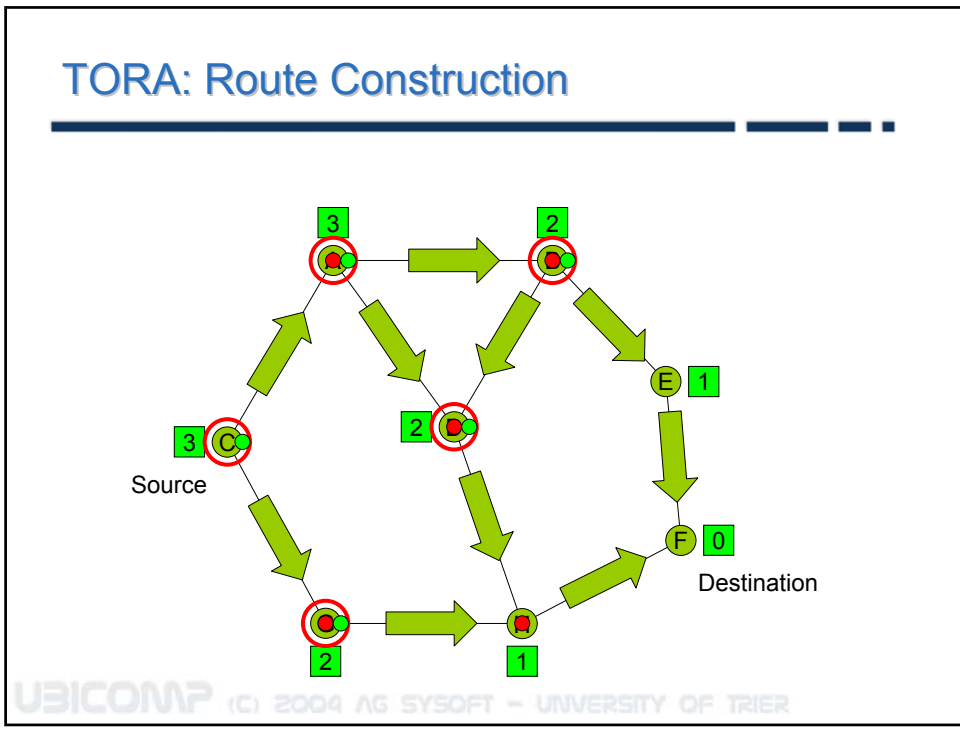 TORA: Route Construction
3
2
E
1
2
3
C
Source
F
0
Destination
2
1
UBICOMP (C) 2004 AG SYSOFT – UNIVERSITY OF TRIER